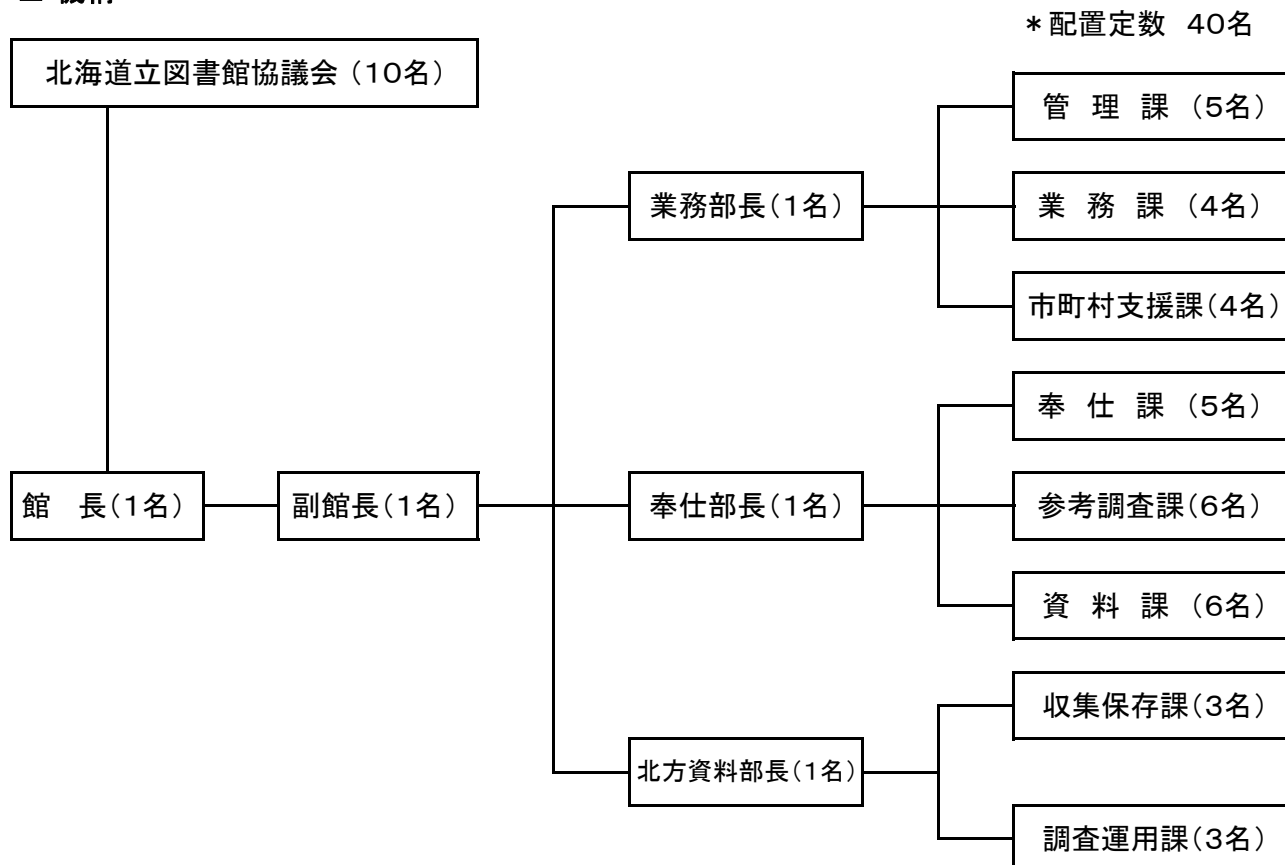 *配置定数 40名
北海道立図書館協議会(10名)
管 理 課 (5名)
業務部長(1名)
業 務 課 (4名)
市町村支援課(4名)
奉 仕 課 (5名)
館 長(1名)
副館長(1名)
奉仕部長(1名)
参考調査課(6名)
資 料 課 (6名)
収集保存課(3名)
北方資料部長(1名)
調査運用課(3名)